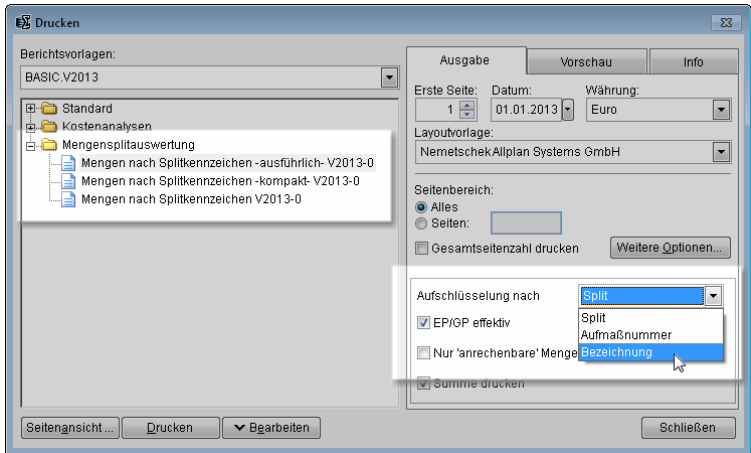 Drucken
Berichtsvorlagen:
BASIC.V2013
Standard
Kostenanalysen
Mengensplitauswertung
Mengen nach Splitkennzeichen -ausführlich- V2013-0
Mengen nach Splitkennzeichen -kompakt- V2013-0
Mengen nach Splitkennzeichen V2013-0
Ausgabe
Vorschau
Info
Erste Seite: Datum: Währung:
1 01.01.2013 Euro
Layoutvorlage:
Nemetschek Allplan Systems GmbH
Seitenbereich:
Alles
Seiten:
Gesamtseitenzahl drucken
Weitere Optionen...
Aufschlüsselung nach Split
Split
EP/GP effektiv
Aufmaßnummer
Nur 'anrechenbare' Menge
Bezeichnung
Summe drucken
Seitenansicht ...
Drucken
Bearbeiten
Schließen